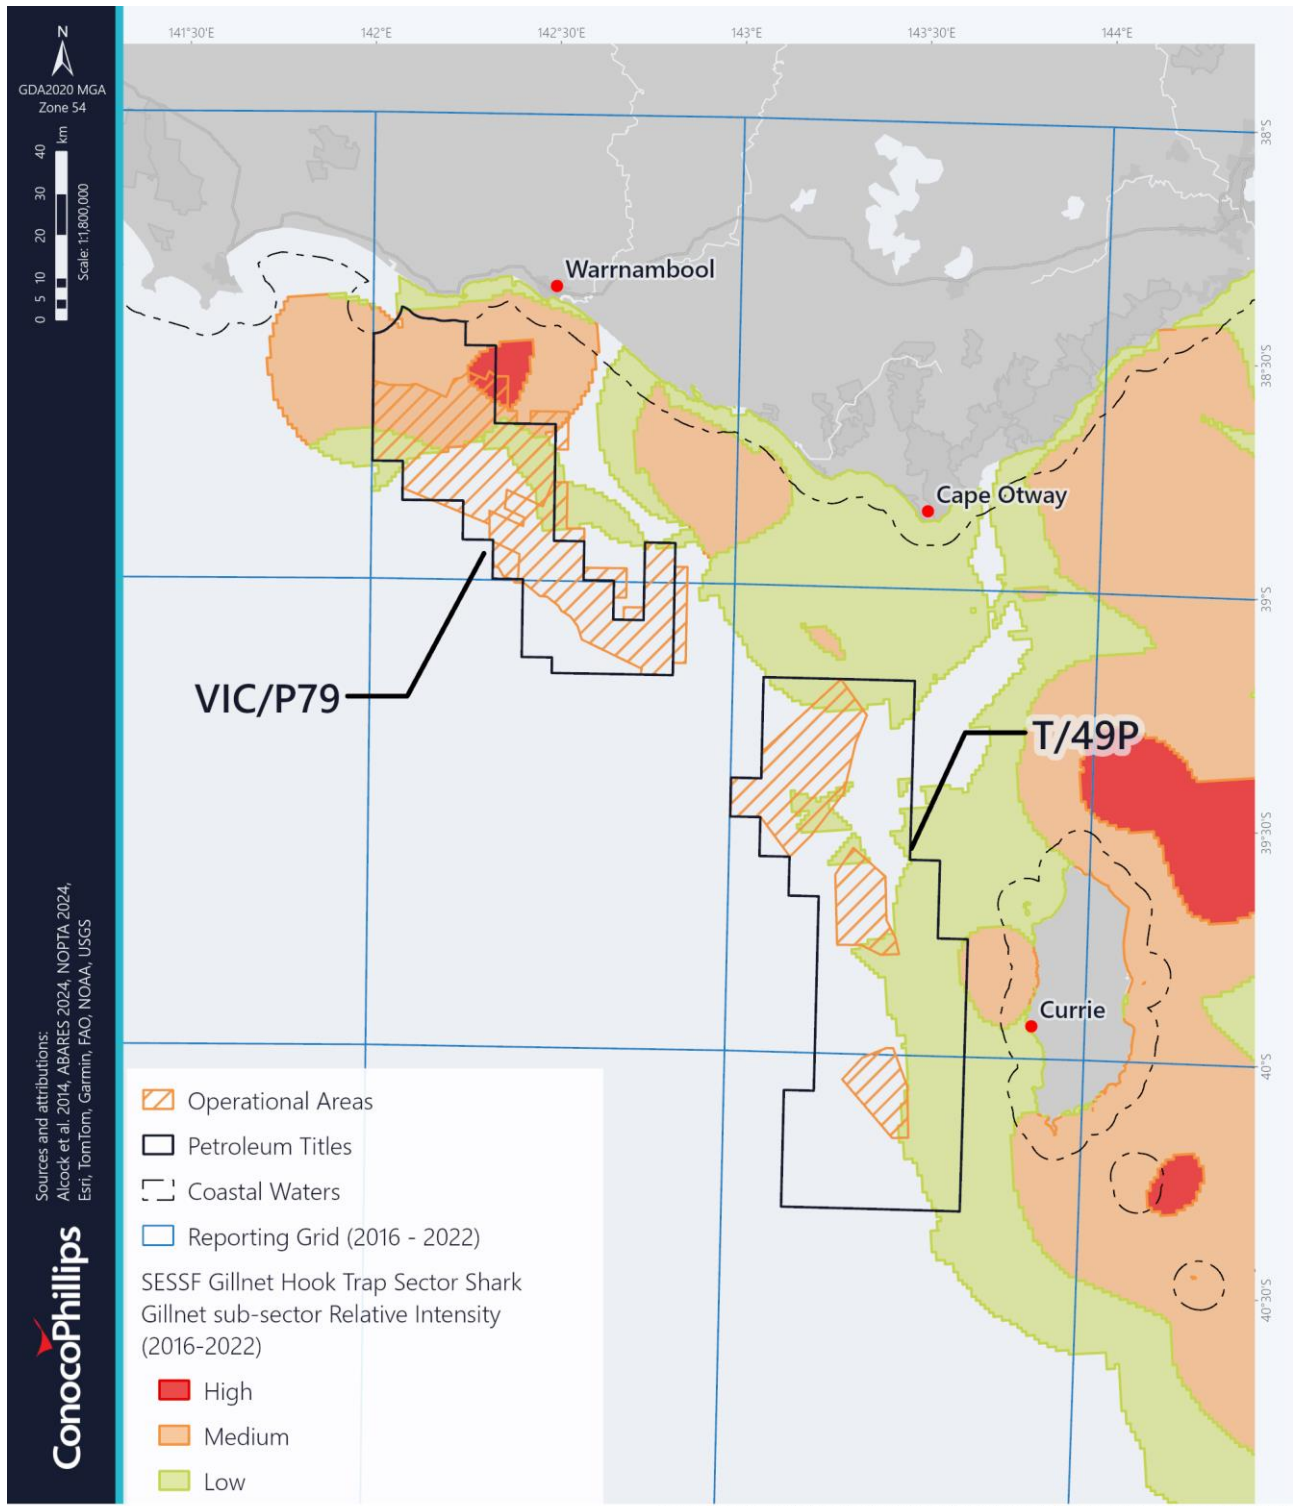 141°30'E
142°E
142°30'E
143°E
143°30'E
144°E
N
GDA2020 MGA
Zone 54
0 5 10 20 30 40 km
Scale: 1:1,800,000
38°S
Warrnambool
38°30'S
Cape Otway
39°S
VIC/P79
T/49P
39°30'S
Currie
40°S
40°30'S
Operational Areas
Petroleum Titles
Coastal Waters
Reporting Grid (2016 - 2022)
SESSF Gillnet Hook Trap Sector Shark
Gillnet sub-sector Relative Intensity
(2016-2022)
High
Medium
Low
Sources and attributions:
Alcock et al. 2014, ABARES 2024, NOPTA 2024,
Esri, TomTom, Garmin, FAO, NOAA, USGS
ConocoPhillips